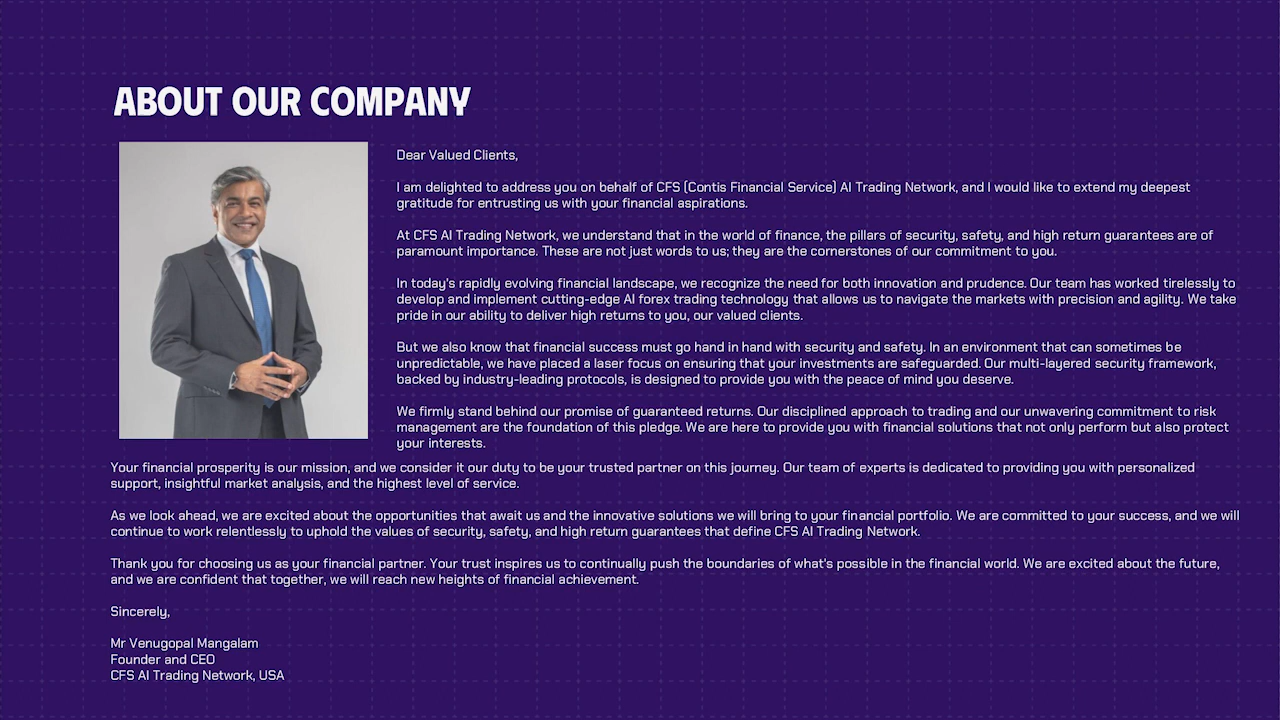 ABOUT OUR COMPANY
Dear Valued Clients,
I am delighted to address you on behalf of CFS (Contis Financial Service) AI Trading Network, and I would like to extend my deepest
gratitude for entrusting us with your financial aspirations.
At CFS AI Trading Network, we understand that in the world of finance, the pillars of security, safety, and high return guarantees are of
paramount importance. These are not just words to us; they are the cornerstones of our commitment to you.
In today's rapidly evolving financial landscape, we recognize the need for both innovation and prudence. Our team has worked tirelessly to
develop and implement cutting-edge AI forex trading technology that allows us to navigate the markets with precision and agility. We take
pride in our ability to deliver high returns to you, our valued clients.
But we also know that financial success must go hand in hand with security and safety. In an environment that can sometimes be
unpredictable, we have placed a laser focus on ensuring that your investments are safeguarded. Our multi-layered security framework,
backed by industry-leading protocols, is designed to provide you with the peace of mind you deserve.
We firmly stand behind our promise of guaranteed returns. Our disciplined approach to trading and our unwavering commitment to risk
management are the foundation of this pledge. We are here to provide you with financial solutions that not only perform but also protect
your interests.
Your financial prosperity is our mission, and we consider it our duty to be your trusted partner on this journey. Our team of experts is dedicated to providing you with personalized
support, insightful market analysis, and the highest level of service.
As we look ahead, we are excited about the opportunities that await us and the innovative solutions we will bring to your financial portfolio. We are committed to your success, and we will
continue to work relentlessly to uphold the values of security, safety, and high return guarantees that define CFS AI Trading Network.
Thank you for choosing us as your financial partner. Your trust inspires us to continually push the boundaries of what's possible in the financial world. We are excited about the future,
and we are confident that together, we will reach new heights of financial achievement.
Sincerely,
Mr Venugopal Mangalam
Founder and CEO
CFS AI Trading Network, USA